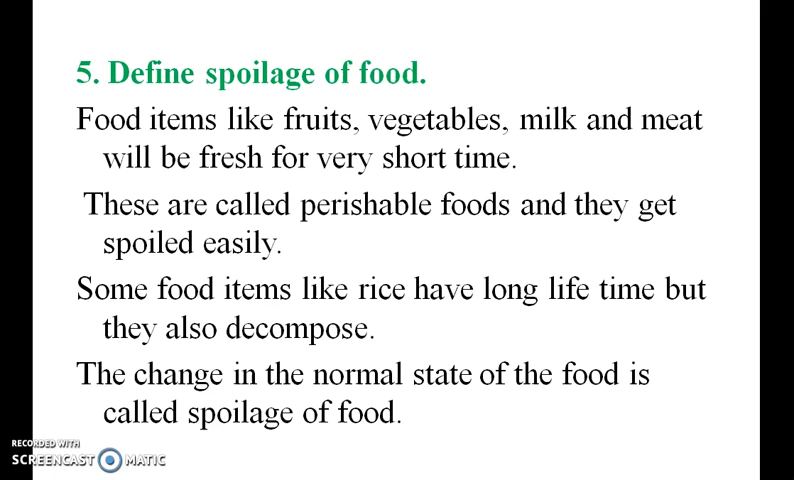 5. Define spoilage of food.
Food items like fruits, vegetables, milk and meat
will be fresh for very short time.
These are called perishable foods and they get
spoiled easily.
Some food items like rice have long life time but
they also decompose.
The change in the normal state of the food is
called spoilage of food.
RECORDED WITH
SCREENCAST MATIC